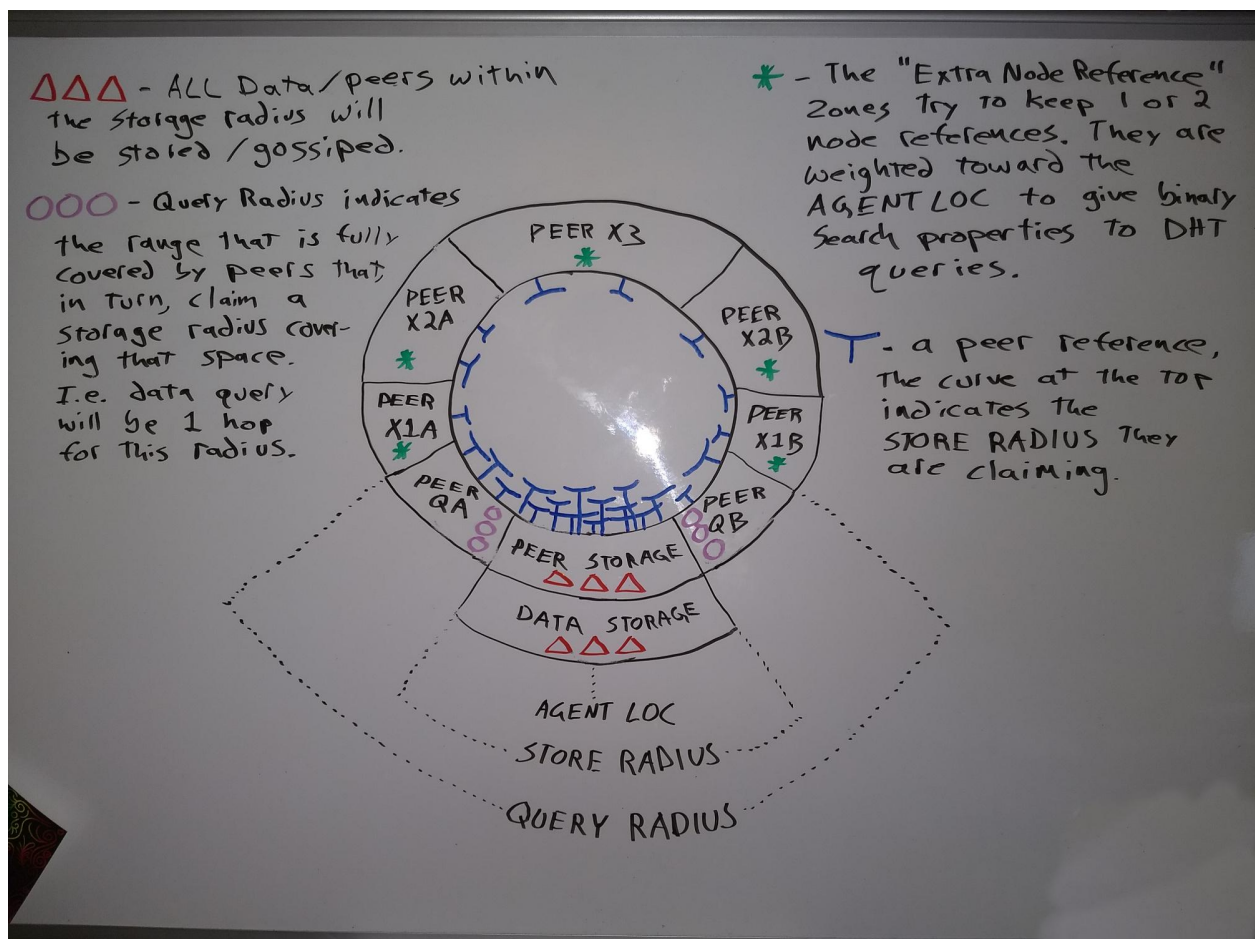 - ALL Data/peers within
the storage radius will
be stored/gossiped.
- Query Radius indicates
the range that is fully
covered by peers that,
in turn, claim a
storage radius cover-
ing that space.
I.e. data query
will be 1 hop
for this radius.
* - The "Extra Node Reference"
Zones try to keep 1 or 2
node references. They are
weighted toward the
AGENT LOC to give binary
search properties to DHT
queries.
- a peer reference,
The curve at the top
indicates the
STORE RADIUS They
are claiming.
PEER X3
*
PEER
X2A
*
PEER
X2B
*
PEER
X1A
*
PEER
X1B
*
PEER
QA
PEER
QB
PEER STORAGE
DATA STORAGE
AGENT LOC
STORE RADIUS
QUERY RADIUS